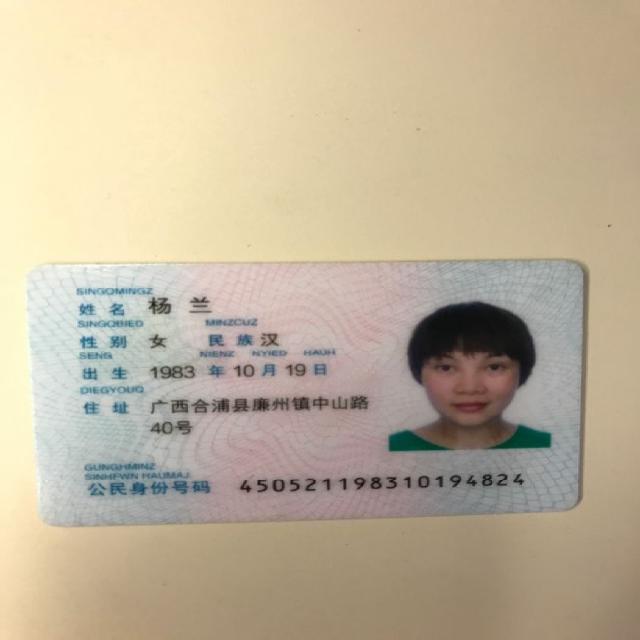 SINGQMINGZ
姓 名 杨 兰
SINGQBIED MINZCUZ
性 别 女 民 族 汉
SENG NIENZ NYIED HAUH
出 生 1983 年 10 月 19 日
DIEGYOUQ
住 址 广西合浦县廉州镇中山路
40号
GUNGHMINZ
SINHFWN HAUMAJ
公民身份号码 450521198310194824